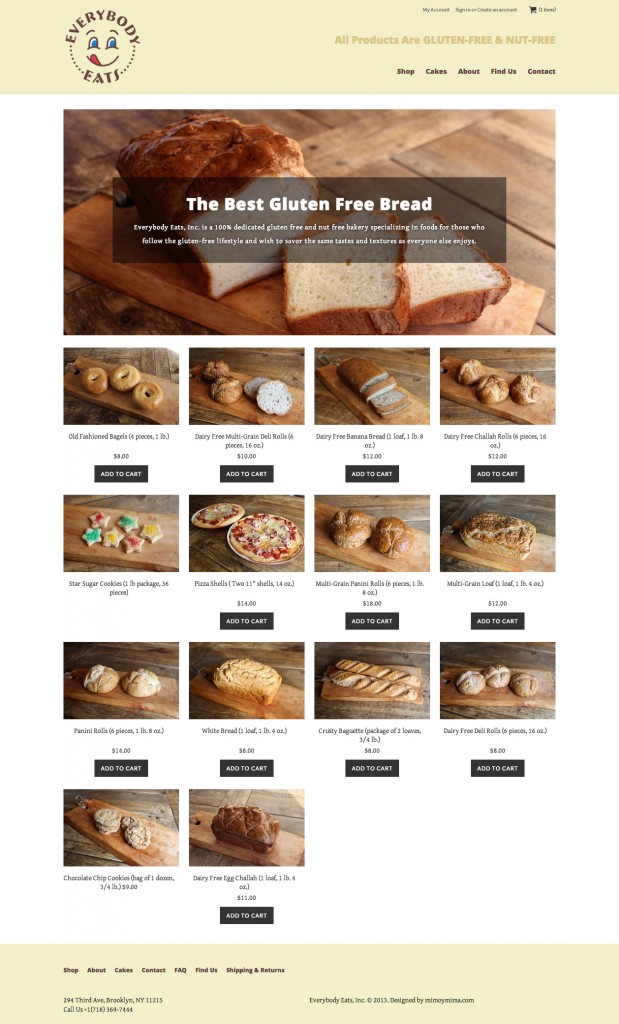 EVERYBODY
EATS
My Account Sign in or Create an account (1 item)
All Products Are GLUTEN-FREE & NUT-FREE
Shop Cakes About Find Us Contact
The Best Gluten Free Bread
Everybody Eats, Inc. is a 100% dedicated gluten free and nut free bakery specializing in foods for those who
follow the gluten-free lifestyle and wish to savor the same tastes and textures as everyone else enjoys.
Old Fashioned Bagels (4 pieces, 1 lb.)
$8.00
ADD TO CART
Dairy Free Multi-Grain Deli Rolls (6
pieces, 16 oz.)
$10.00
ADD TO CART
Dairy Free Banana Bread (1 loaf, 1 lb. 8
oz.)
$12.00
ADD TO CART
Dairy Free Challah Rolls (6 pieces, 16
oz.)
$12.00
ADD TO CART
Star Sugar Cookies (1 lb package, 36
pieces)
Pizza Shells ( Two 11" shells, 14 oz.)
$14.00
ADD TO CART
Multi-Grain Panini Rolls (6 pieces, 1 lb.
8 oz.)
$18.00
ADD TO CART
Multi-Grain Loaf (1 loaf, 1 lb. 4 oz.)
$12.00
ADD TO CART
Panini Rolls (6 pieces, 1 lb. 8 oz.)
$14.00
ADD TO CART
White Bread (1 loaf, 1 lb. 4 oz.)
$8.00
ADD TO CART
Crusty Baguette (package of 2 loaves,
3/4 lb.)
$8.00
ADD TO CART
Dairy Free Deli Rolls (6 pieces, 16 oz.)
$8.00
ADD TO CART
Chocolate Chip Cookies (bag of 1 dozen,
3/4 lb.) $9.00
Dairy Free Egg Challah (1 loaf, 1 lb. 4
oz.)
$11.00
ADD TO CART
Shop About Cakes Contact FAQ Find Us Shipping & Returns
294 Third Ave, Brooklyn, NY 11215
Call Us +1(718) 369-7444
Everybody Eats, Inc. © 2013. Designed by mimoymima.com